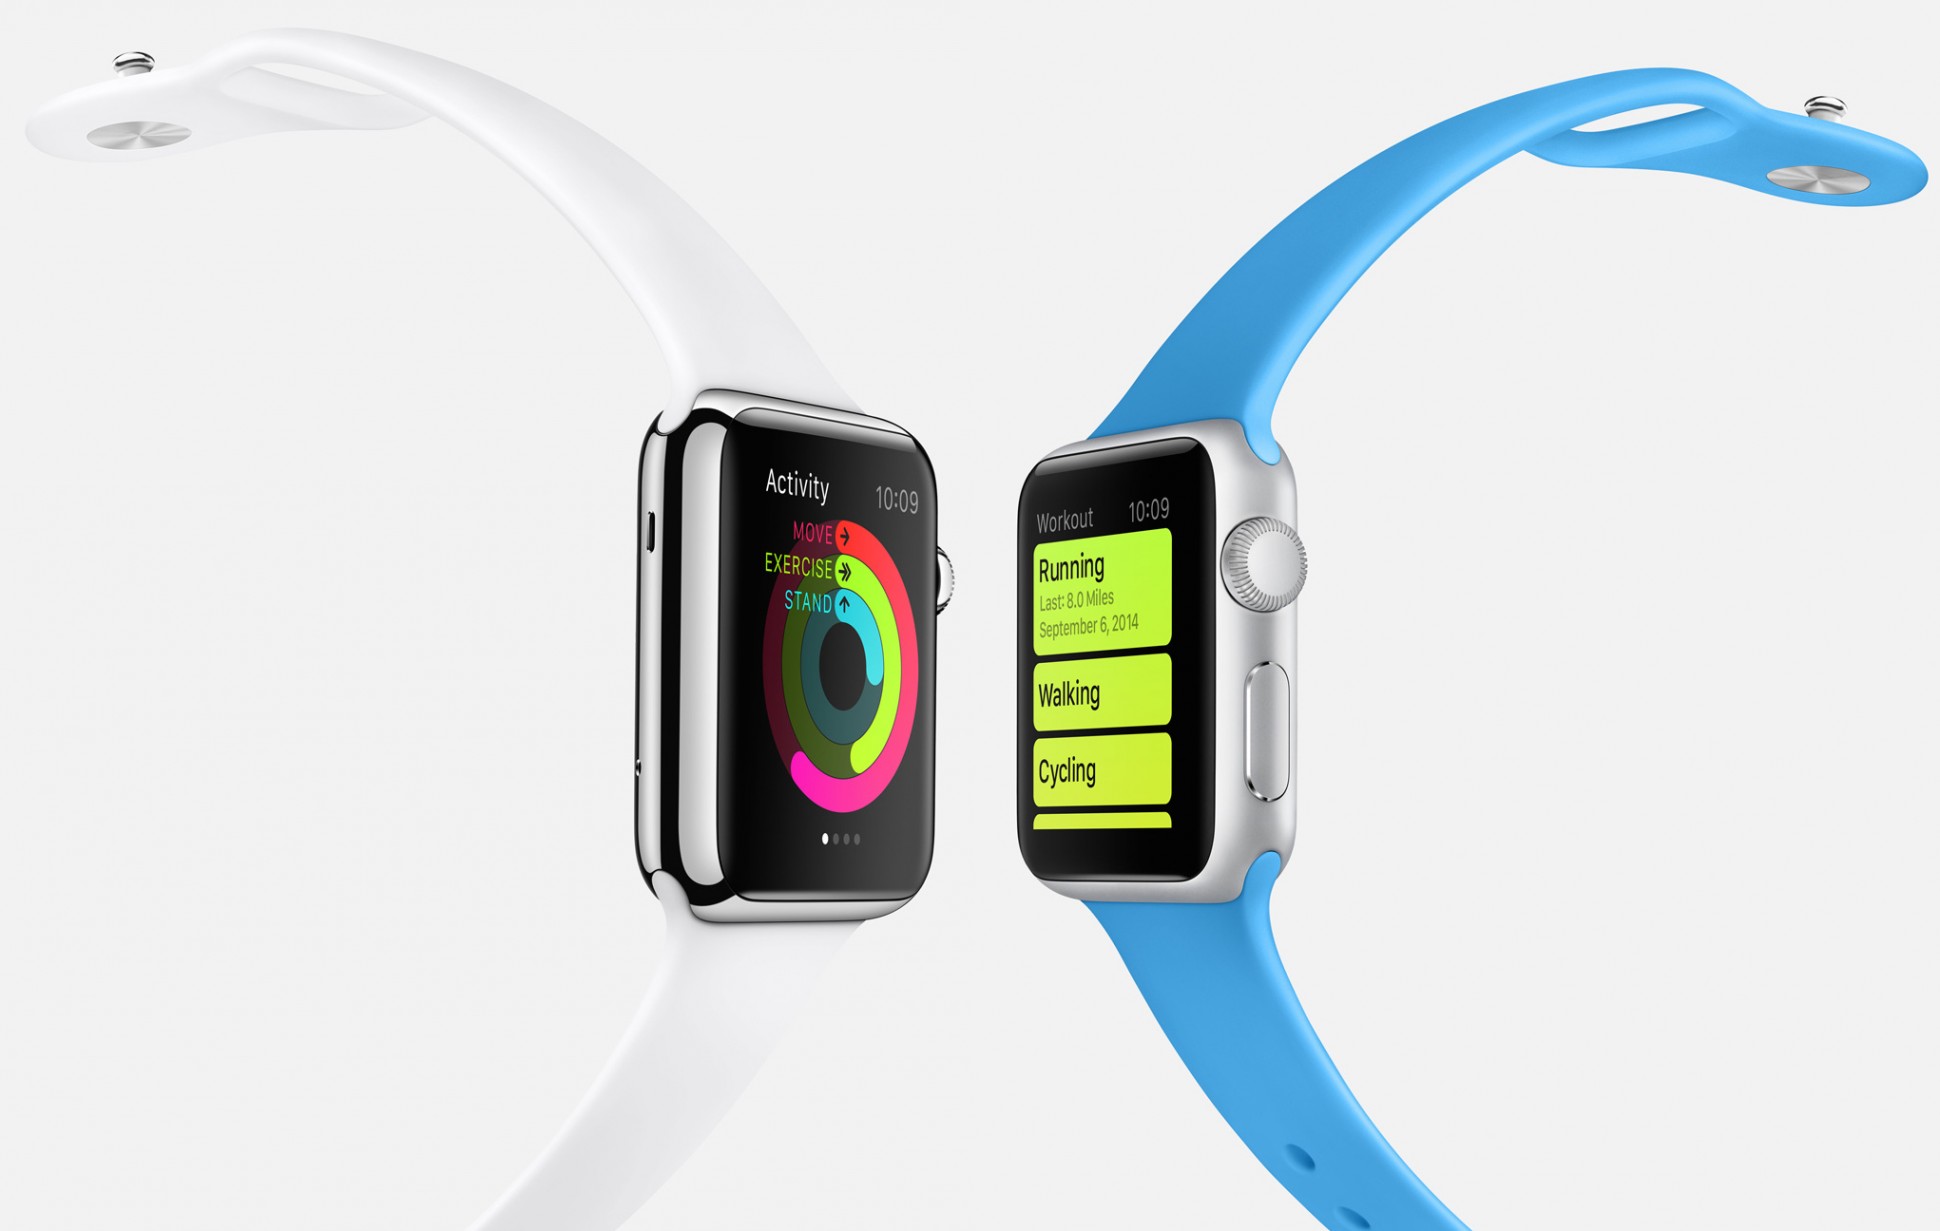 Activity
10:09
MOVE
EXERCISE
STAND
Workout 10:09
Running
Last: 8.0 Miles
September 6, 2014
Walking
Cycling